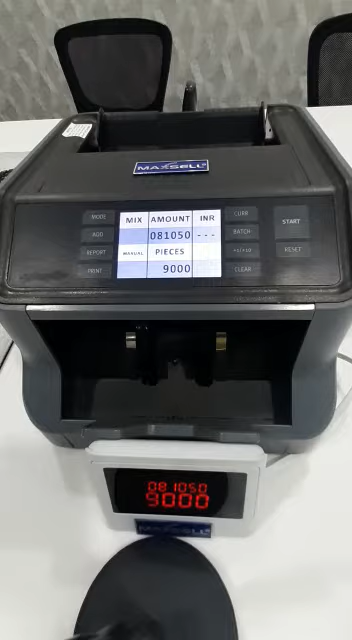 MAXSELL
MODE
ADD
REPORT
PRINT
MIX AMOUNT INR
081050 ---
MANUAL PIECES
9000
CURR
BATCH
CLEAR
START
RESET
081050
9000
MAXSELL